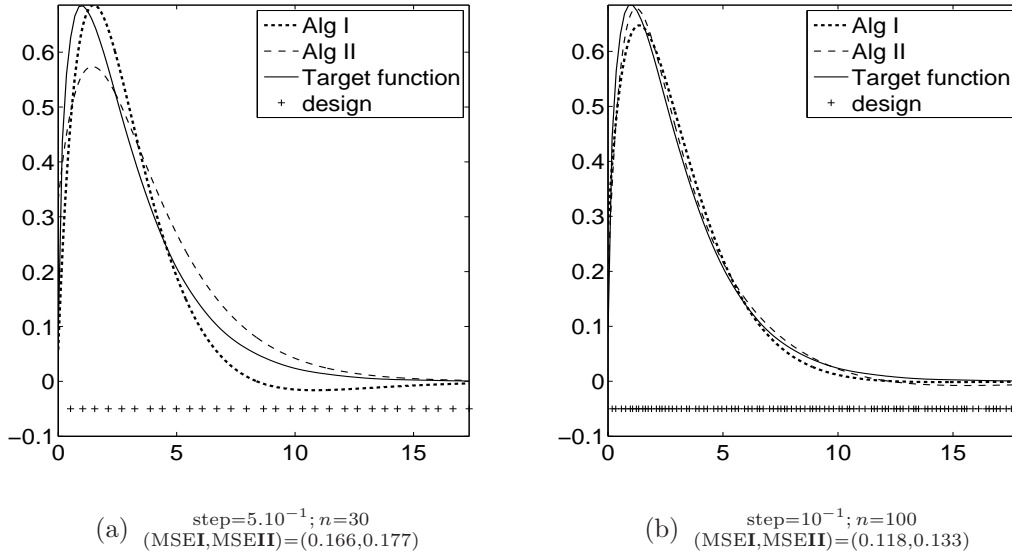 0.6
0.5
0.4
0.3
0.2
0.1
0
−0.1
0 5 10 15
Alg I
Alg II
Target function
design
(a) step=5.10⁻¹; n=30
(MSEI,MSEII)=(0.166,0.177)
0.6
0.5
0.4
0.3
0.2
0.1
0
−0.1
0 5 10 15
Alg I
Alg II
Target function
design
(b) step=10⁻¹; n=100
(MSEI,MSEII)=(0.118,0.133)